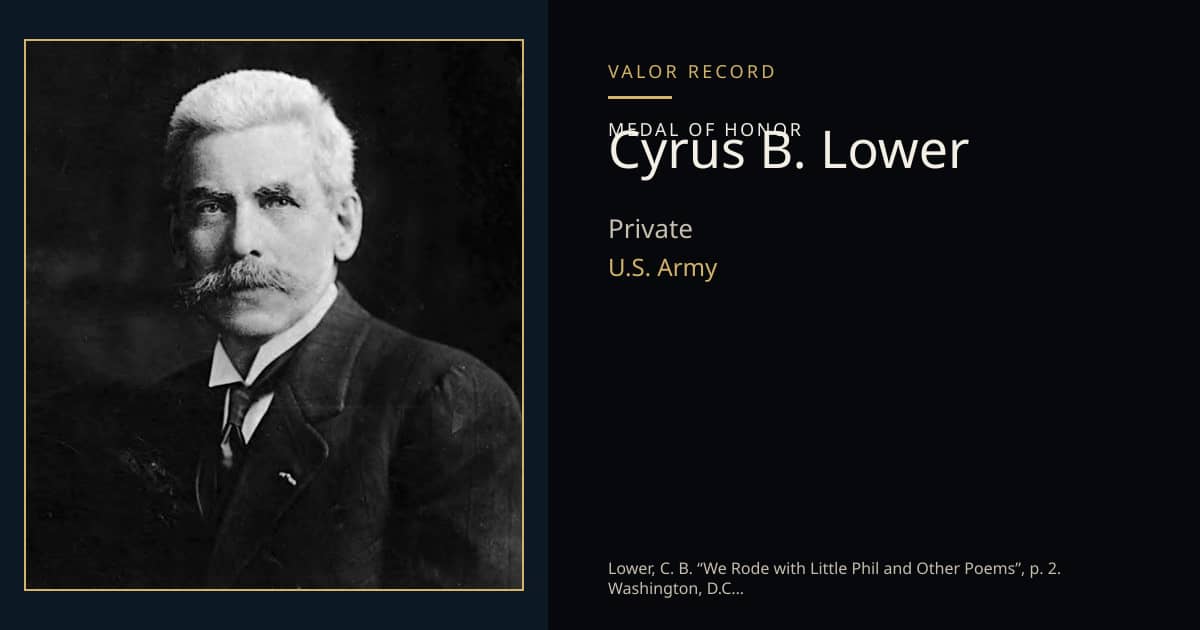 VALOR RECORD
MEDAL OF HONOR
Cyrus B. Lower
Private
U.S. Army
Lower, C. B. “We Rode with Little Phil and Other Poems”, p. 2.
Washington, D.C...